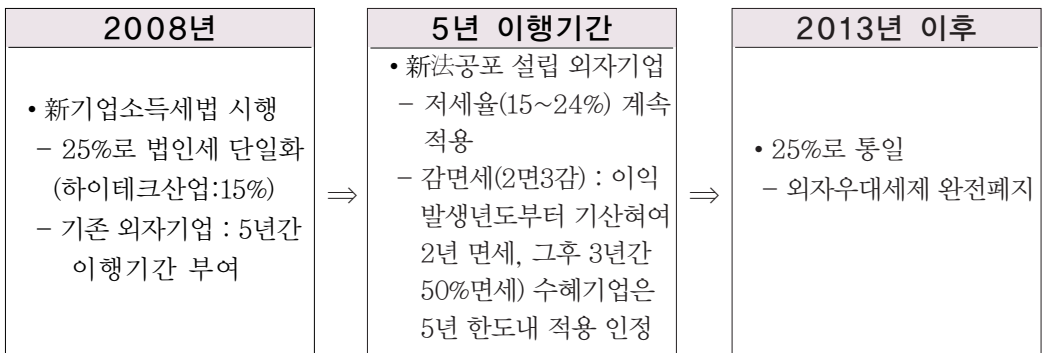 2008년
• 新기업소득세법 시행
- 25%로 법인세 단일화
(하이테크산업:15%)
- 기존 외자기업 : 5년간
이행기간 부여
⇒
5년 이행기간
• 新法공포 설립 외자기업
- 저세율(15~24%) 계속
적용
- 감면세(2면3감) : 이익
발생년도부터 기산혀여
2년 면세, 그후 3년간
50%면세) 수혜기업은
5년 한도내 적용 인정
⇒
2013년 이후
• 25%로 통일
- 외자우대세제 완전폐지